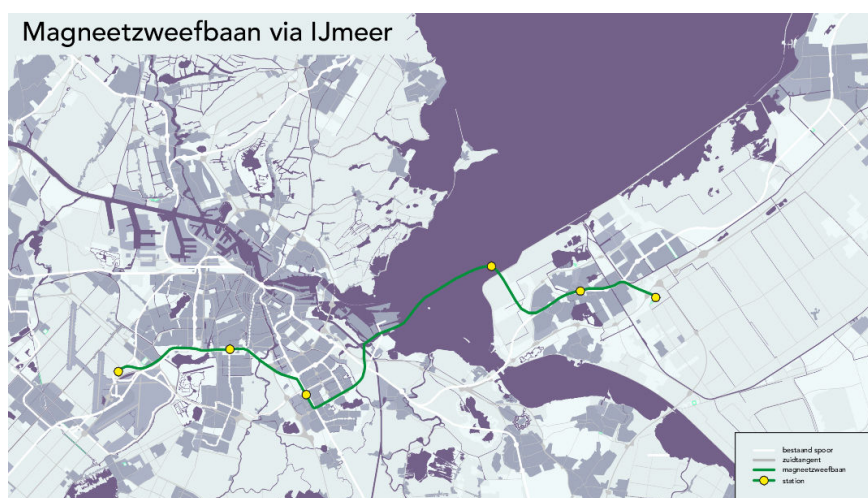 Magneetzweefbaan via IJmeer
bestaand spoor
zuidtangent
magneetzweefbaan
station